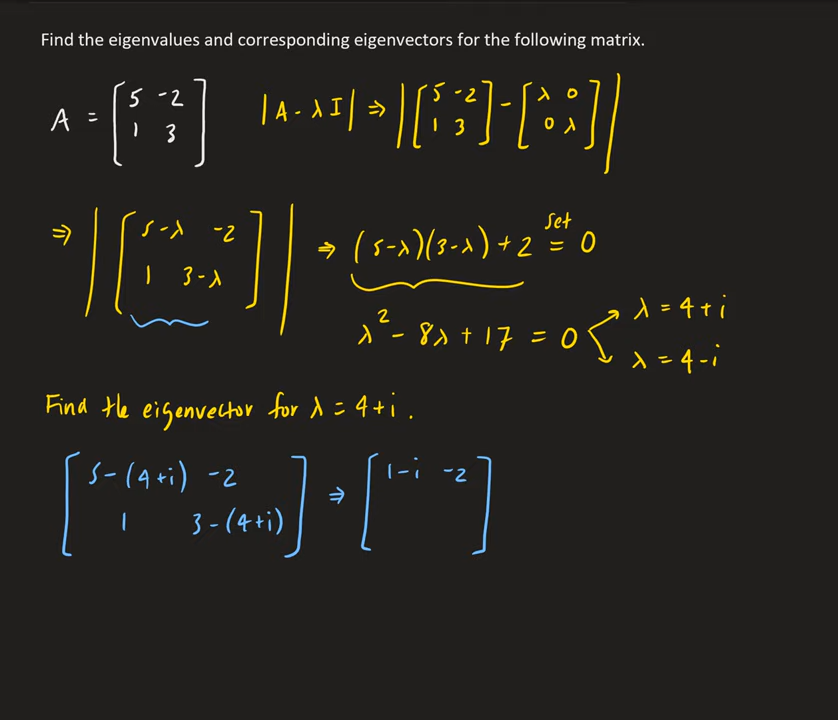 Find the eigenvalues and corresponding eigenvectors for the following matrix.
A = [5 -2; 1 3] |A - λI| ⇒ |[5 -2; 1 3] - [λ 0; 0 λ]|
⇒ |[5-λ -2; 1 3-λ]| ⇒ (5-λ)(3-λ) + 2 set = 0
λ² - 8λ + 17 = 0
λ = 4 + i
λ = 4 - i
Find the eigenvector for λ = 4 + i.
[5-(4+i) -2; 1 3-(4+i)] ⇒ [1-i -2]